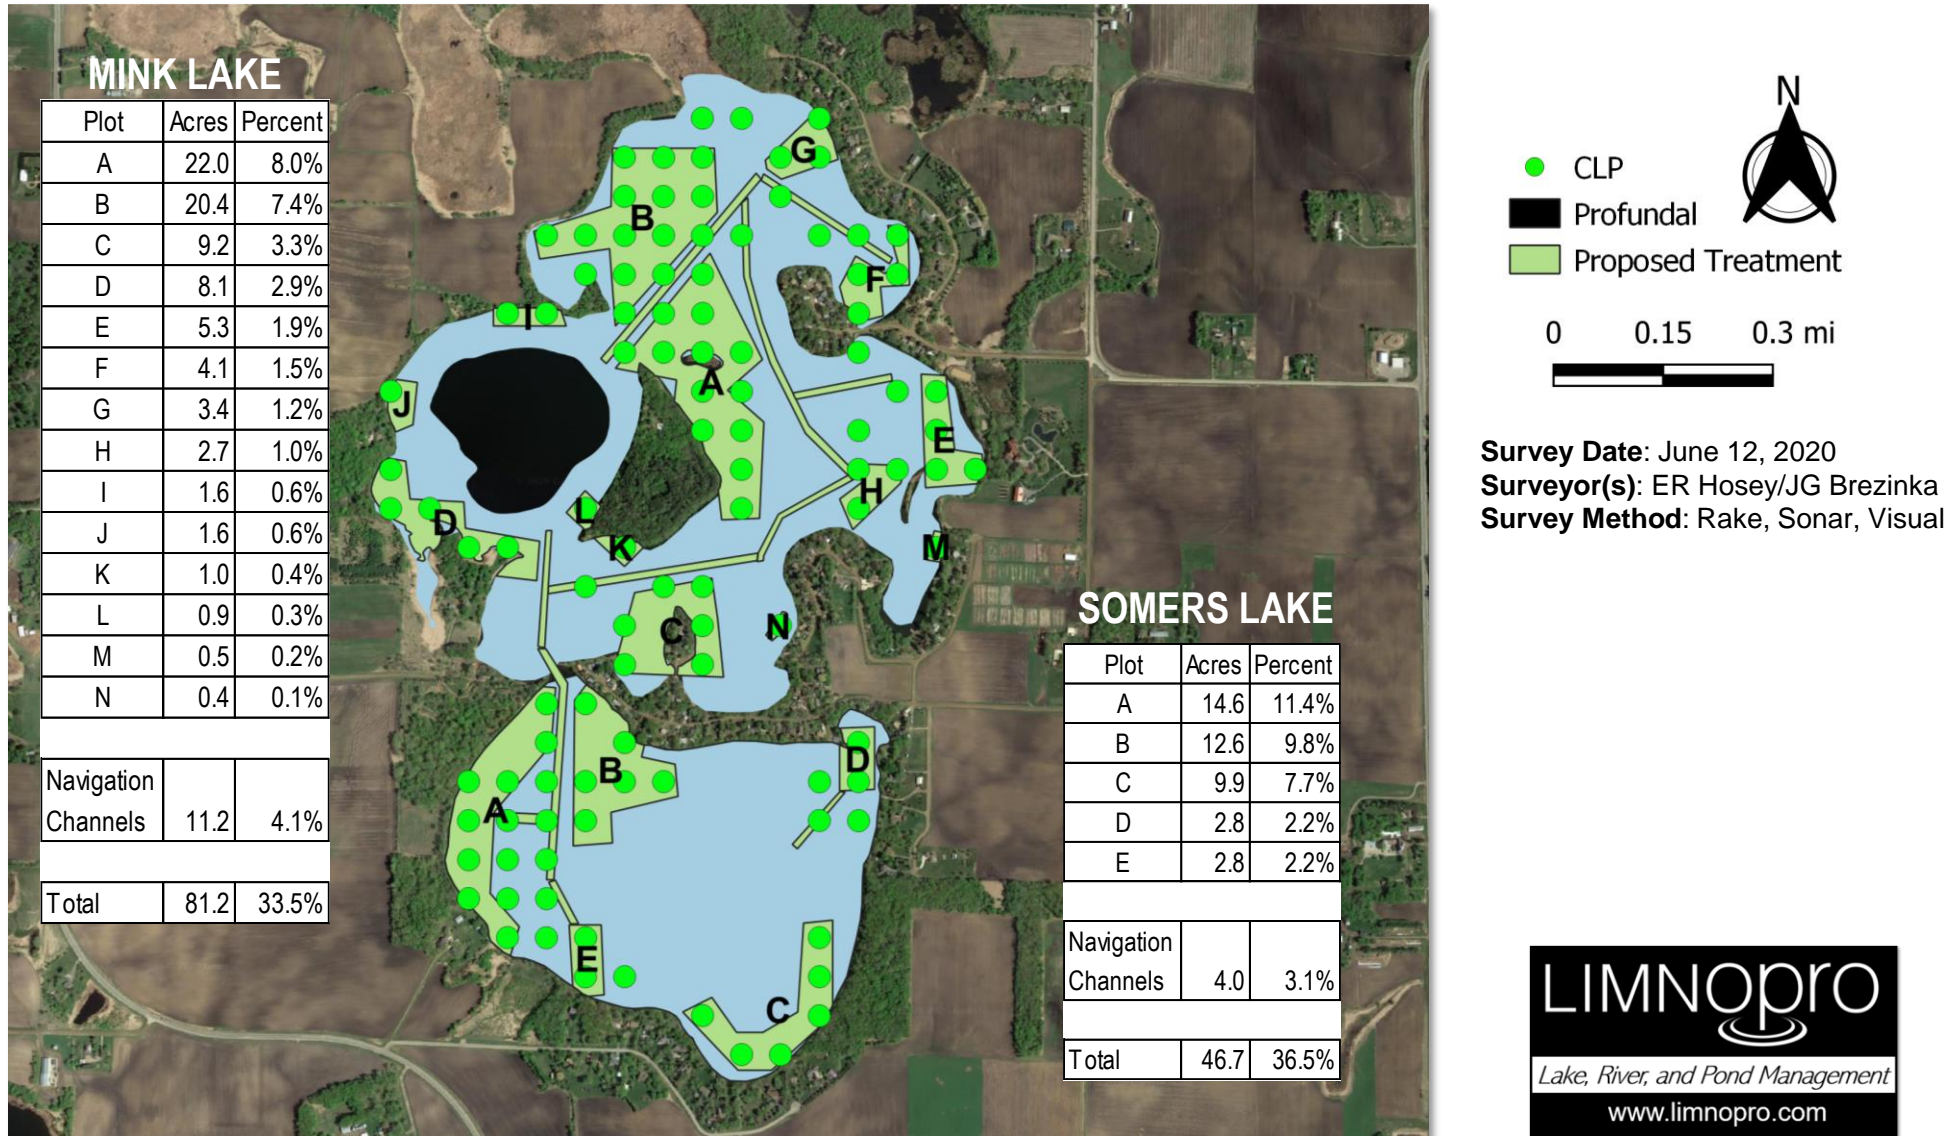 MINK LAKE
Plot Acres Percent
A 22.0 8.0%
B 20.4 7.4%
C 9.2 3.3%
D 8.1 2.9%
E 5.3 1.9%
F 4.1 1.5%
G 3.4 1.2%
H 2.7 1.0%
I 1.6 0.6%
J 1.6 0.6%
K 1.0 0.4%
L 0.9 0.3%
M 0.5 0.2%
N 0.4 0.1%
Navigation
Channels 11.2 4.1%
Total 81.2 33.5%
G
B
F
I
A
J
E
H
L
D
K
M
C
N
SOMERS LAKE
Plot Acres Percent
A 14.6 11.4%
B 12.6 9.8%
C 9.9 7.7%
D 2.8 2.2%
E 2.8 2.2%
Navigation
Channels 4.0 3.1%
Total 46.7 36.5%
D
B
A
E
C
N
CLP
Profundal
Proposed Treatment
0 0.15 0.3 mi
Survey Date: June 12, 2020
Surveyor(s): ER Hosey/JG Brezinka
Survey Method: Rake, Sonar, Visual
LIMNOpro
Lake, River, and Pond Management
www.limnopro.com